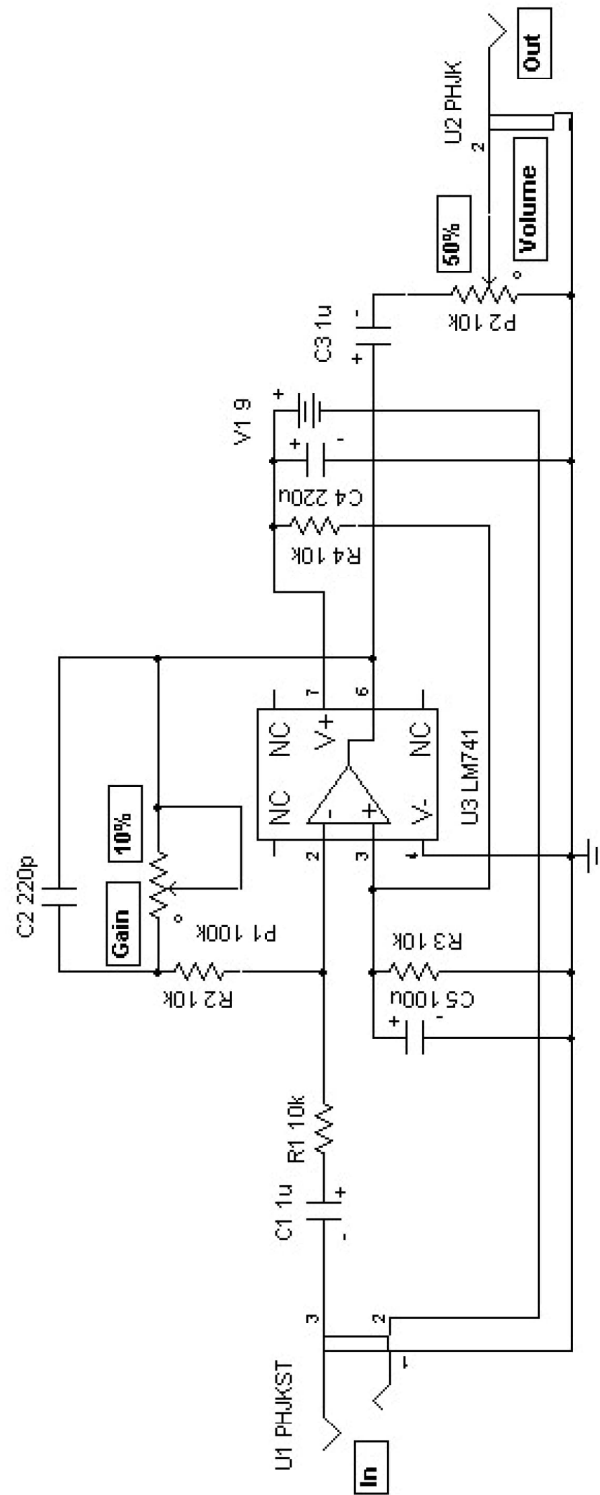 C2 220p
Gain
10%
P1 100k
R2 10k
U1 PHJKST
In
3
2
1
C1 1u
-
+
R1 10k
2
3
4
NC
NC
-
+
V-
V+
NC
7
6
U3 LM741
+
-
C5 100u
R3 10k
R4 10k
C4 220u
+
-
V1 9
+
C3 1u
+
-
P2 10k
50%
Volume
U2 PHJK
2
1
Out